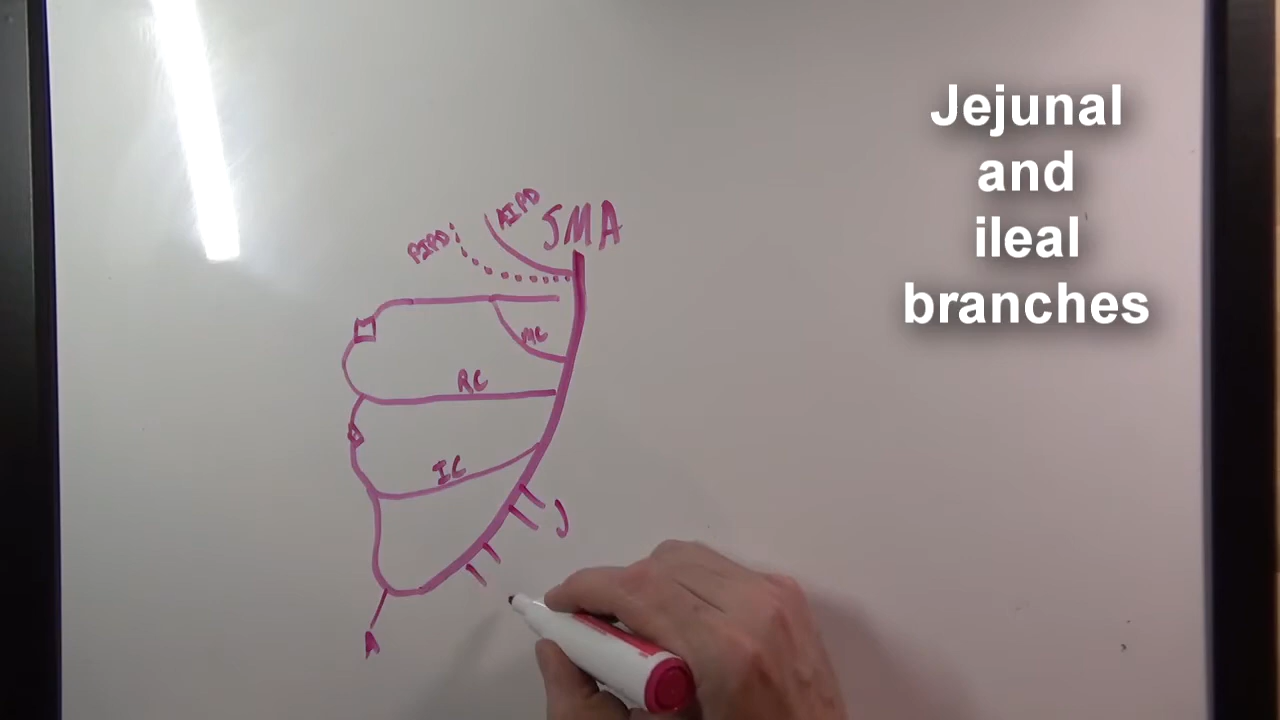 Jejunal
and
ileal
branches
AIPD
SMA
PIPD
MC
RC
IC
J
A